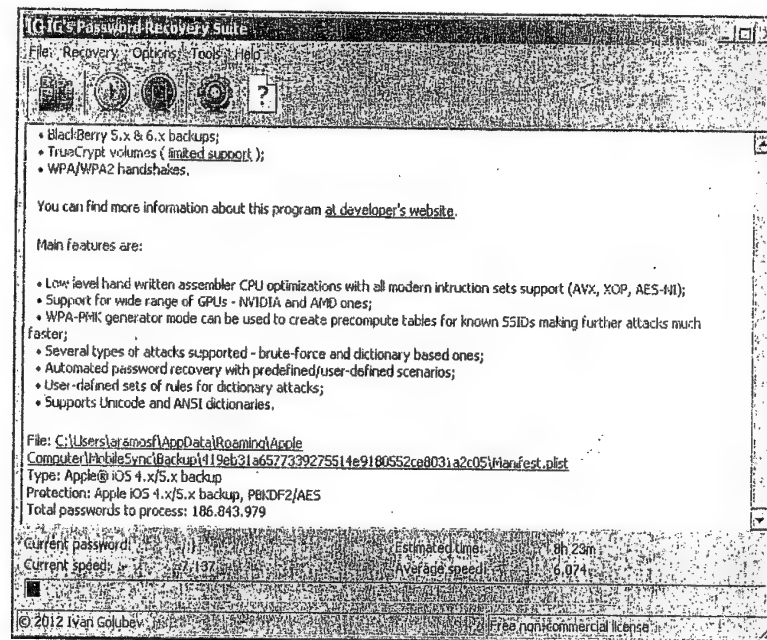 IG's Password Recovery Suite
File Recovery Options Tools Help
?
• BlackBerry 5.x & 6.x backups;
• TrueCrypt volumes ( limited support );
• WPA/WPA2 handshakes.
You can find more information about this program at developer's website.
Main features are:
• Low level hand written assembler CPU optimizations with all modern intruction sets support (AVX, XOP, AES-NI);
• Support for wide range of GPUs - NVIDIA and AMD ones;
• WPA-PMK generator mode can be used to create precompute tables for known SSIDs making further attacks much
faster;
• Several types of attacks supported - brute-force and dictionary based ones;
• Automated password recovery with predefined/user-defined scenarios;
• User-defined sets of rules for dictionary attacks;
• Supports Unicode and ANSI dictionaries.
File: C:\Users\aramosf\AppData\Roaming\Apple
Computer\MobileSync\Backup\419eb31a6577339275514e9180552ce8031a2c05\Manifest.plist
Type: Apple® iOS 4.x/5.x backup
Protection: Apple iOS 4.x/5.x backup, PBKDF2/AES
Total passwords to process: 186.843.979
Current password: Estimated time: 8h 23m
Current speed: 7.137 Average speed: 6.074
© 2012 Ivan Golubev Free non-commercial license